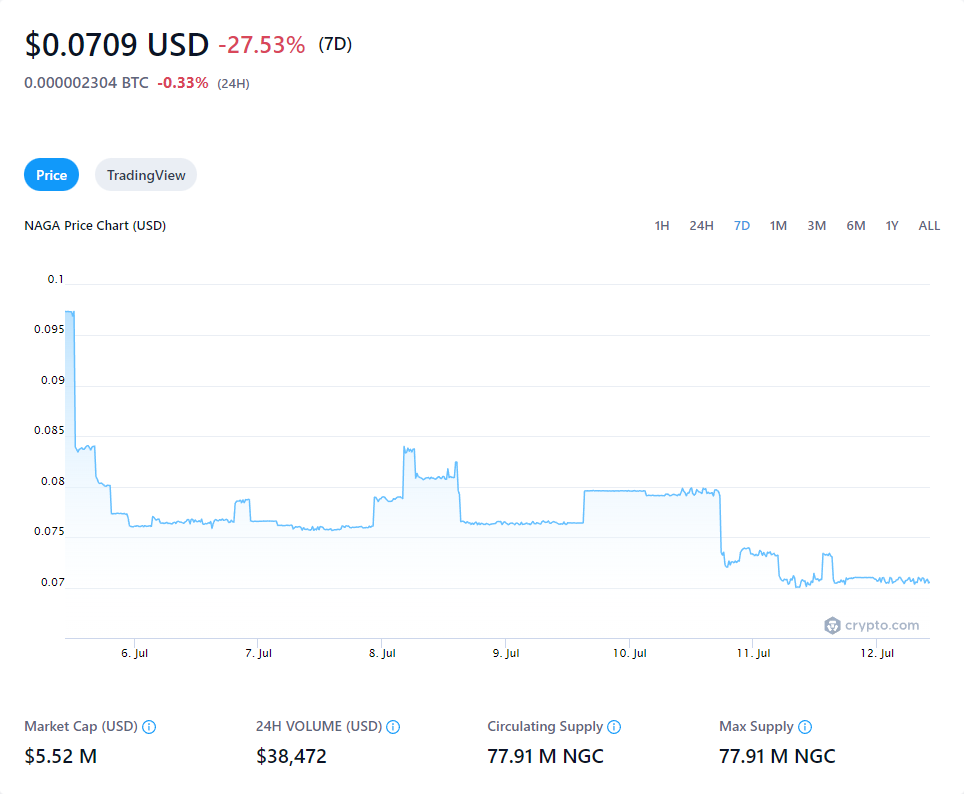 $0.0709 USD -27.53% (7D)
0.000002304 BTC -0.33% (24H)
Price TradingView
NAGA Price Chart (USD) 1H 24H 7D 1M 3M 6M 1Y ALL
0.1
0.095
0.09
0.085
0.08
0.075
0.07
crypto.com
6. Jul 7. Jul 8. Jul 9. Jul 10. Jul 11. Jul 12. Jul
Market Cap (USD) 24H VOLUME (USD) Circulating Supply Max Supply
$5.52 M $38,472 77.91 M NGC 77.91 M NGC